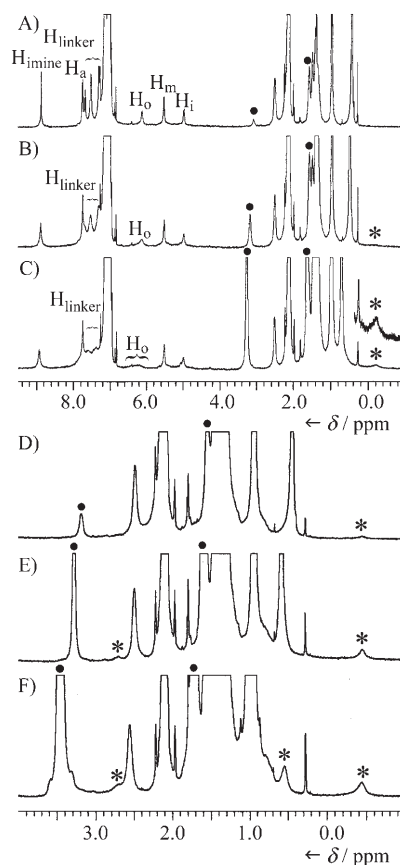 A)
H_linker
H_imine
H_a
H_o
H_m
H_i
B)
H_linker
H_o
*
C)
H_linker
H_o
*
*
8.0 6.0 4.0 2.0 0.0
← δ / ppm
D)
*
E)
*
*
F)
*
*
*
3.0 2.0 1.0 0.0
← δ / ppm